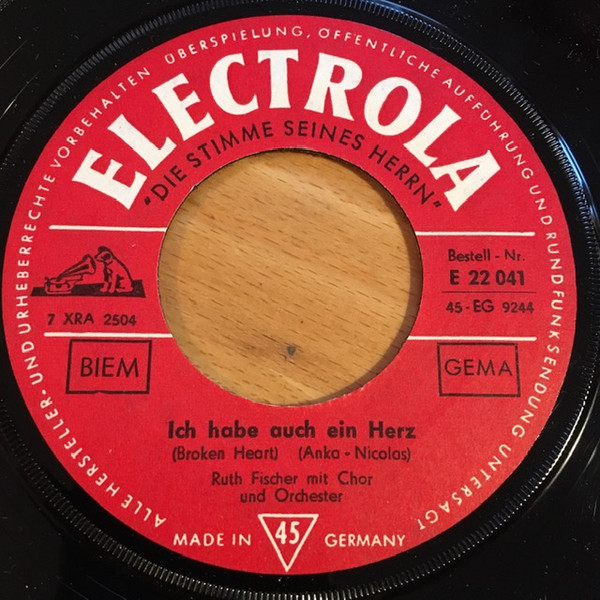 ALLE HERSTELLER- UND URHEBERRECHTE VORBEHALTEN ÜBERSPIELUNG, ÖFFENTLICHE AUFFÜHRUNG UND RUNDFUNKSENDUNG UNTERSAGT
ELECTROLA
"DIE STIMME SEINES HERRN"
Bestell-Nr.
E 22 041
45-EG 9244
7 XRA 2504
BIEM
GEMA
Ich habe auch ein Herz
(Broken Heart) (Anka-Nicolas)
Ruth Fischer mit Chor
und Orchester
MADE IN 45 GERMANY